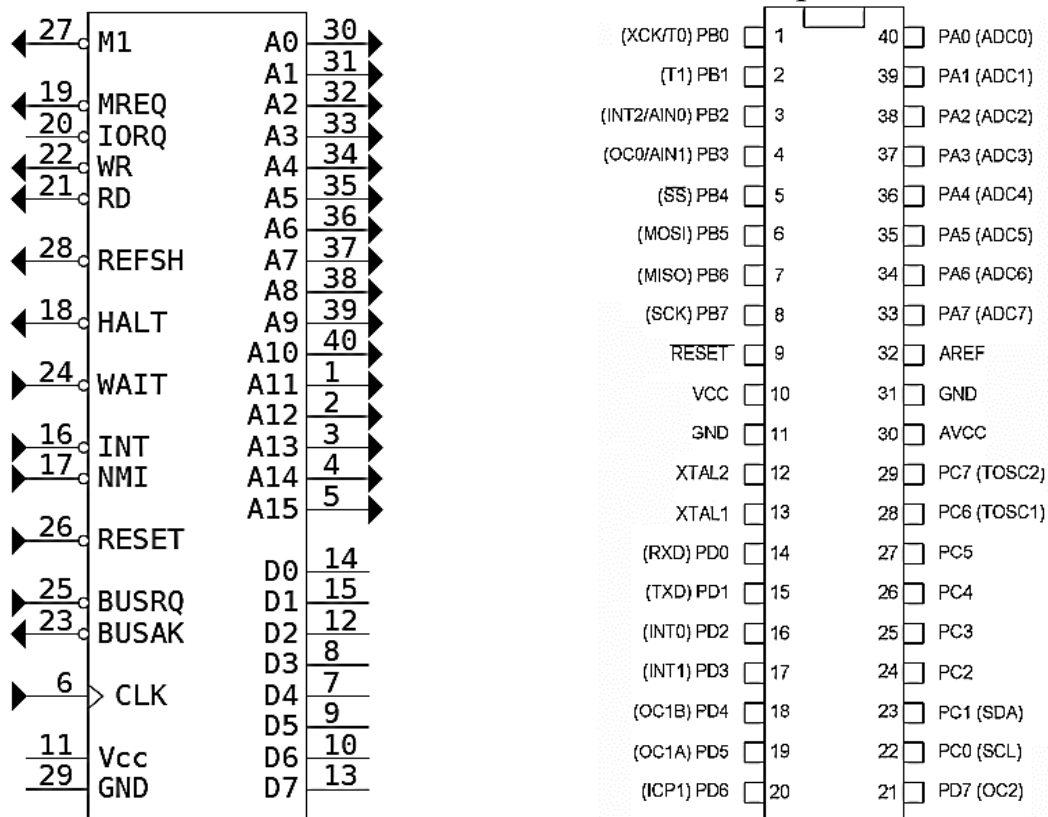 27 M1 A0 30
A1 31
19 MREQ A2 32
20 IORQ A3 33
22 WR A4 34
21 RD A5 35
A6 36
28 REFSH A7 37
A8 38
18 HALT A9 39
A10 40
24 WAIT A11 1
A12 2
16 INT A13 3
17 NMI A14 4
A15 5
26 RESET
D0 14
25 BUSRQ D1 15
23 BUSAK D2 12
D3 8
6 CLK D4 7
D5 9
11 Vcc D6 10
29 GND D7 13
(XCK/T0) PB0 1 40 PA0 (ADC0)
(T1) PB1 2 39 PA1 (ADC1)
(INT2/AIN0) PB2 3 38 PA2 (ADC2)
(OC0/AIN1) PB3 4 37 PA3 (ADC3)
(SS) PB4 5 36 PA4 (ADC4)
(MOSI) PB5 6 35 PA5 (ADC5)
(MISO) PB6 7 34 PA6 (ADC6)
(SCK) PB7 8 33 PA7 (ADC7)
RESET 9 32 AREF
VCC 10 31 GND
GND 11 30 AVCC
XTAL2 12 29 PC7 (TOSC2)
XTAL1 13 28 PC6 (TOSC1)
(RXD) PD0 14 27 PC5
(TXD) PD1 15 26 PC4
(INT0) PD2 16 25 PC3
(INT1) PD3 17 24 PC2
(OC1B) PD4 18 23 PC1 (SDA)
(OC1A) PD5 19 22 PC0 (SCL)
(ICP1) PD6 20 21 PD7 (OC2)